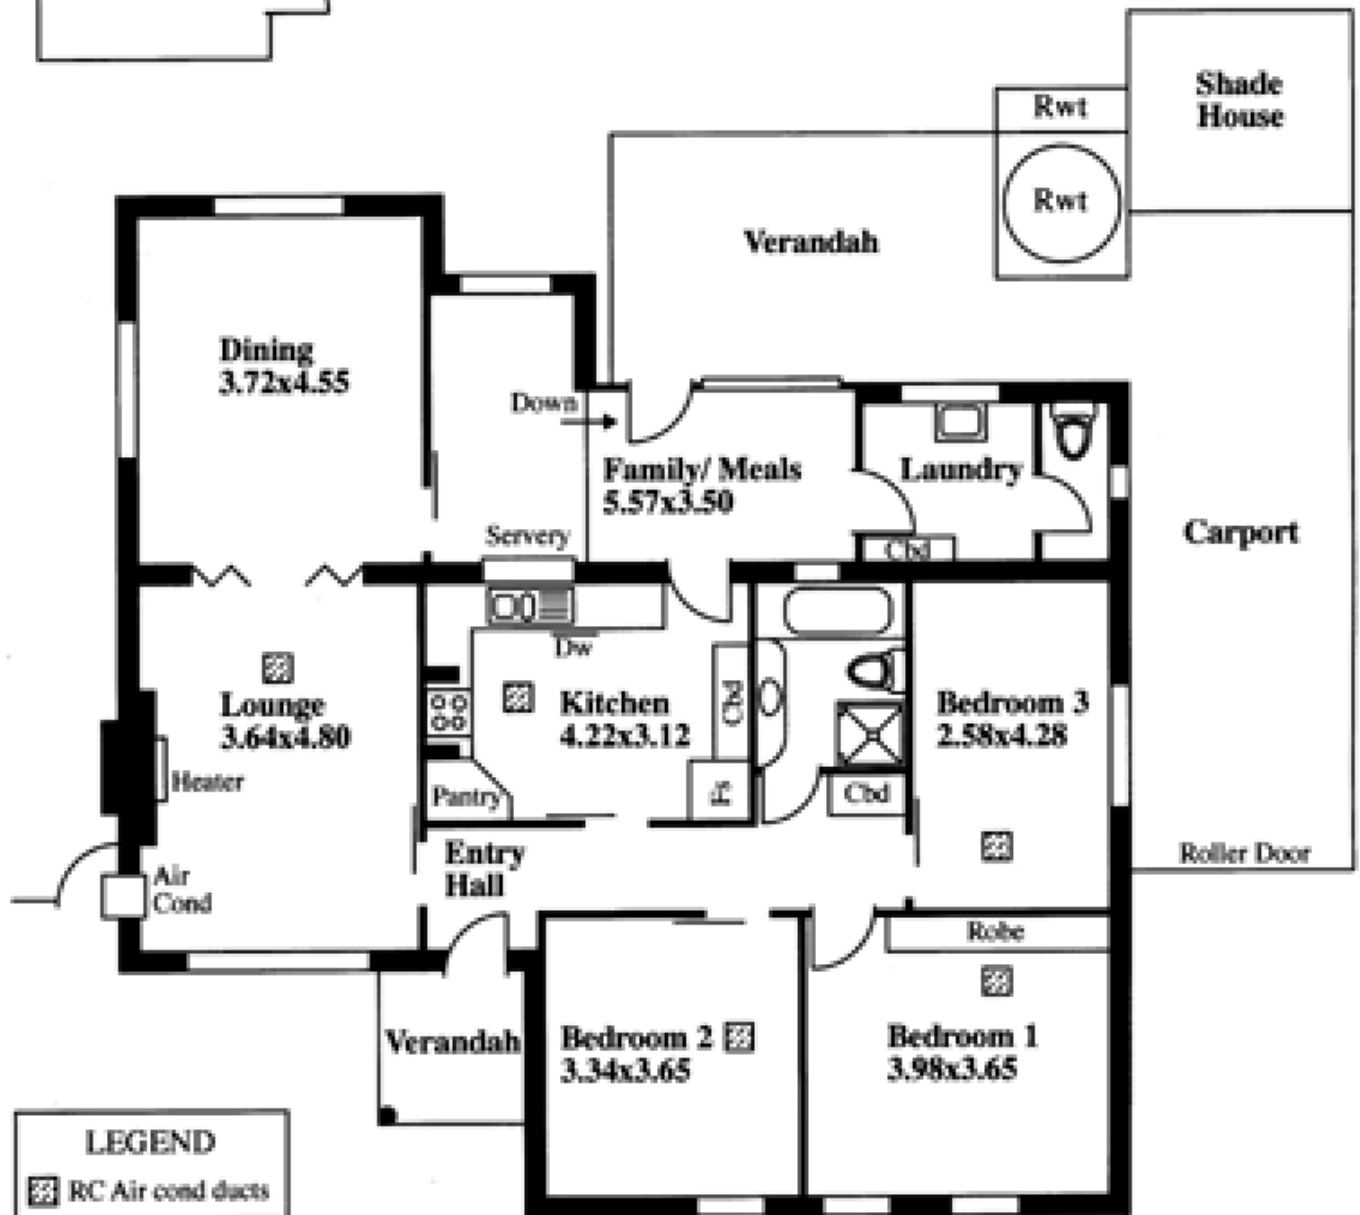 Shade
House
Rwt
Rwt
Verandah
Dining
3.72x4.55
Down
Family/ Meals
5.57x3.50
Laundry
Servery
Cbd
Carport
Dw
Lounge
3.64x4.80
Kitchen
4.22x3.12
Cbd
Bedroom 3
2.58x4.28
Heater
Pantry
Cbd
Entry
Hall
Roller Door
Air
Cond
Robe
Verandah
Bedroom 2
3.34x3.65
Bedroom 1
3.98x3.65
LEGEND
RC Air cond ducts